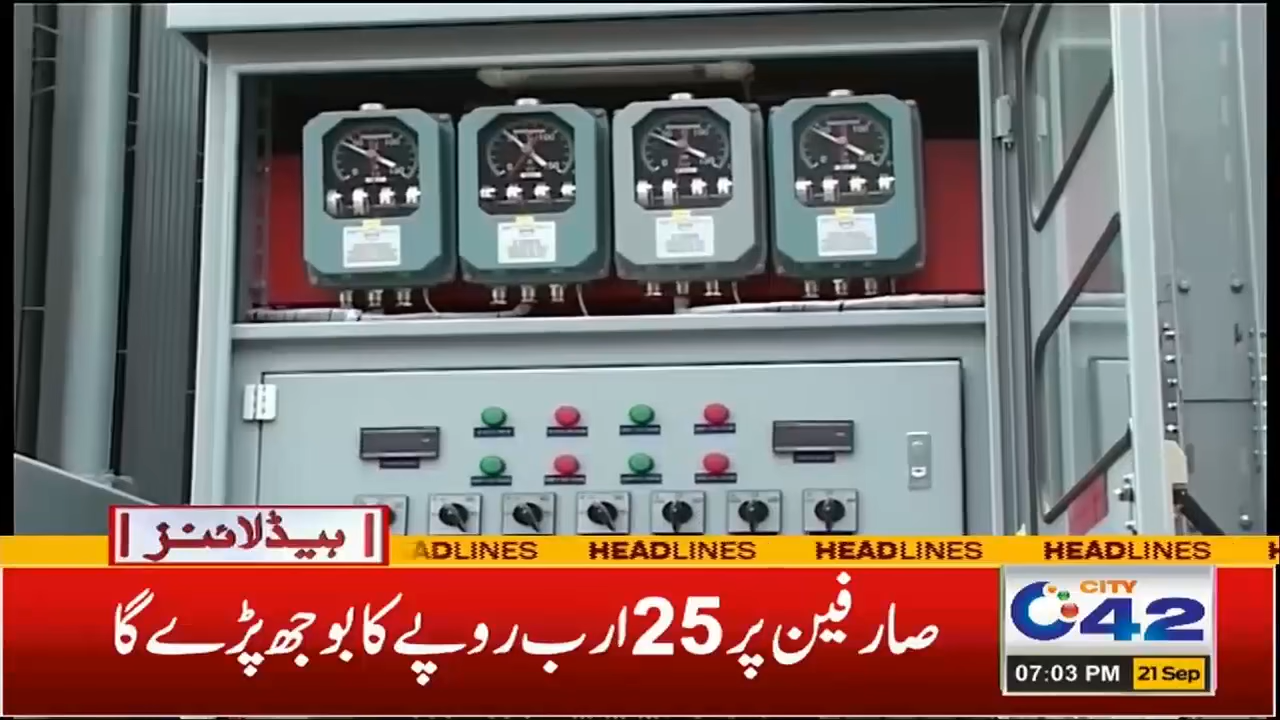 ہیڈلائنز
ADLINES HEADLINES HEADLINES HEADLINES
صارفین پر 25 ارب روپے کا بوجھ پڑے گا
CITY
42
07:03 PM 21 Sep